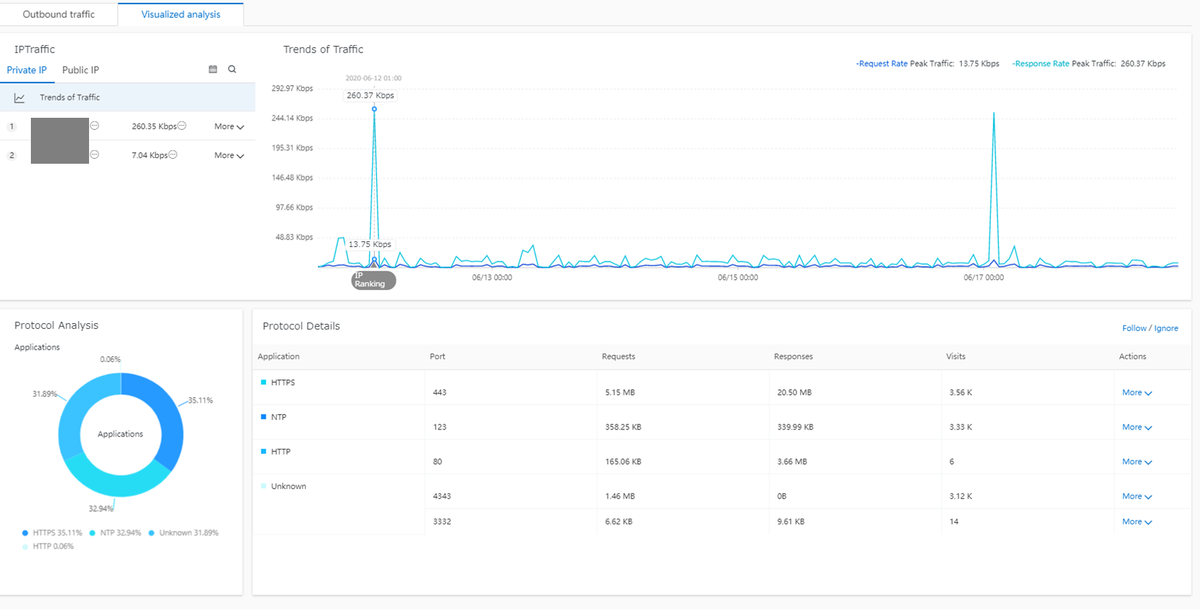 Outbound traffic
Visualized analysis
IPTraffic
Private IP Public IP
Trends of Traffic
1 260.35 Kbps More
2 7.04 Kbps More
Trends of Traffic
-Request Rate Peak Traffic: 13.75 Kbps -Response Rate Peak Traffic: 260.37 Kbps
2020-06-12 01:00
292.97 Kbps
260.37 Kbps
244.14 Kbps
195.31 Kbps
146.48 Kbps
97.66 Kbps
48.83 Kbps
13.75 Kbps
IP
Ranking
06/13 00:00
06/15 00:00
06/17 00:00
Protocol Analysis
Applications
0.06%
31.89%
35.11%
Applications
32.94%
HTTPS 35.11% NTP 32.94% Unknown 31.89%
HTTP 0.06%
Protocol Details
Follow / Ignore
Application Port Requests Responses Visits Actions
HTTPS 443 5.15 MB 20.50 MB 3.56 K More
NTP 123 358.25 KB 339.99 KB 3.33 K More
HTTP 80 165.06 KB 3.66 MB 6 More
Unknown 4343 1.46 MB 0B 3.12 K More
3332 6.62 KB 9.61 KB 14 More